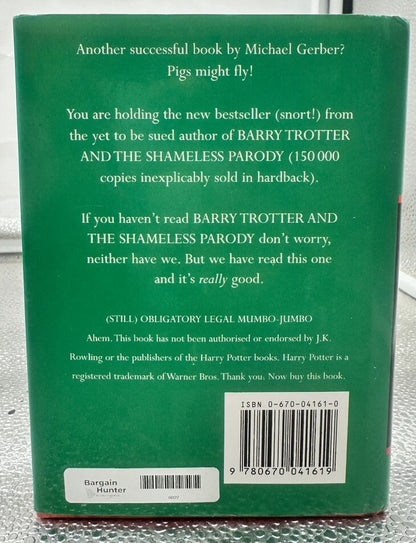 Another successful book by Michael Gerber?
Pigs might fly!
You are holding the new bestseller (snort!) from
the yet to be sued author of BARRY TROTTER
AND THE SHAMELESS PARODY (150 000
copies inexplicably sold in hardback).
If you haven't read BARRY TROTTER AND
THE SHAMELESS PARODY don't worry,
neither have we. But we have read this one
and it's really good.
(STILL) OBLIGATORY LEGAL MUMBO-JUMBO
Ahem. This book has not been authorised or endorsed by J.K.
Rowling or the publishers of the Harry Potter books. Harry Potter is a
registered trademark of Warner Bros. Thank you. Now buy this book.
ISBN 0-670-04161-0
9 780670 041619
Bargain
Hunter